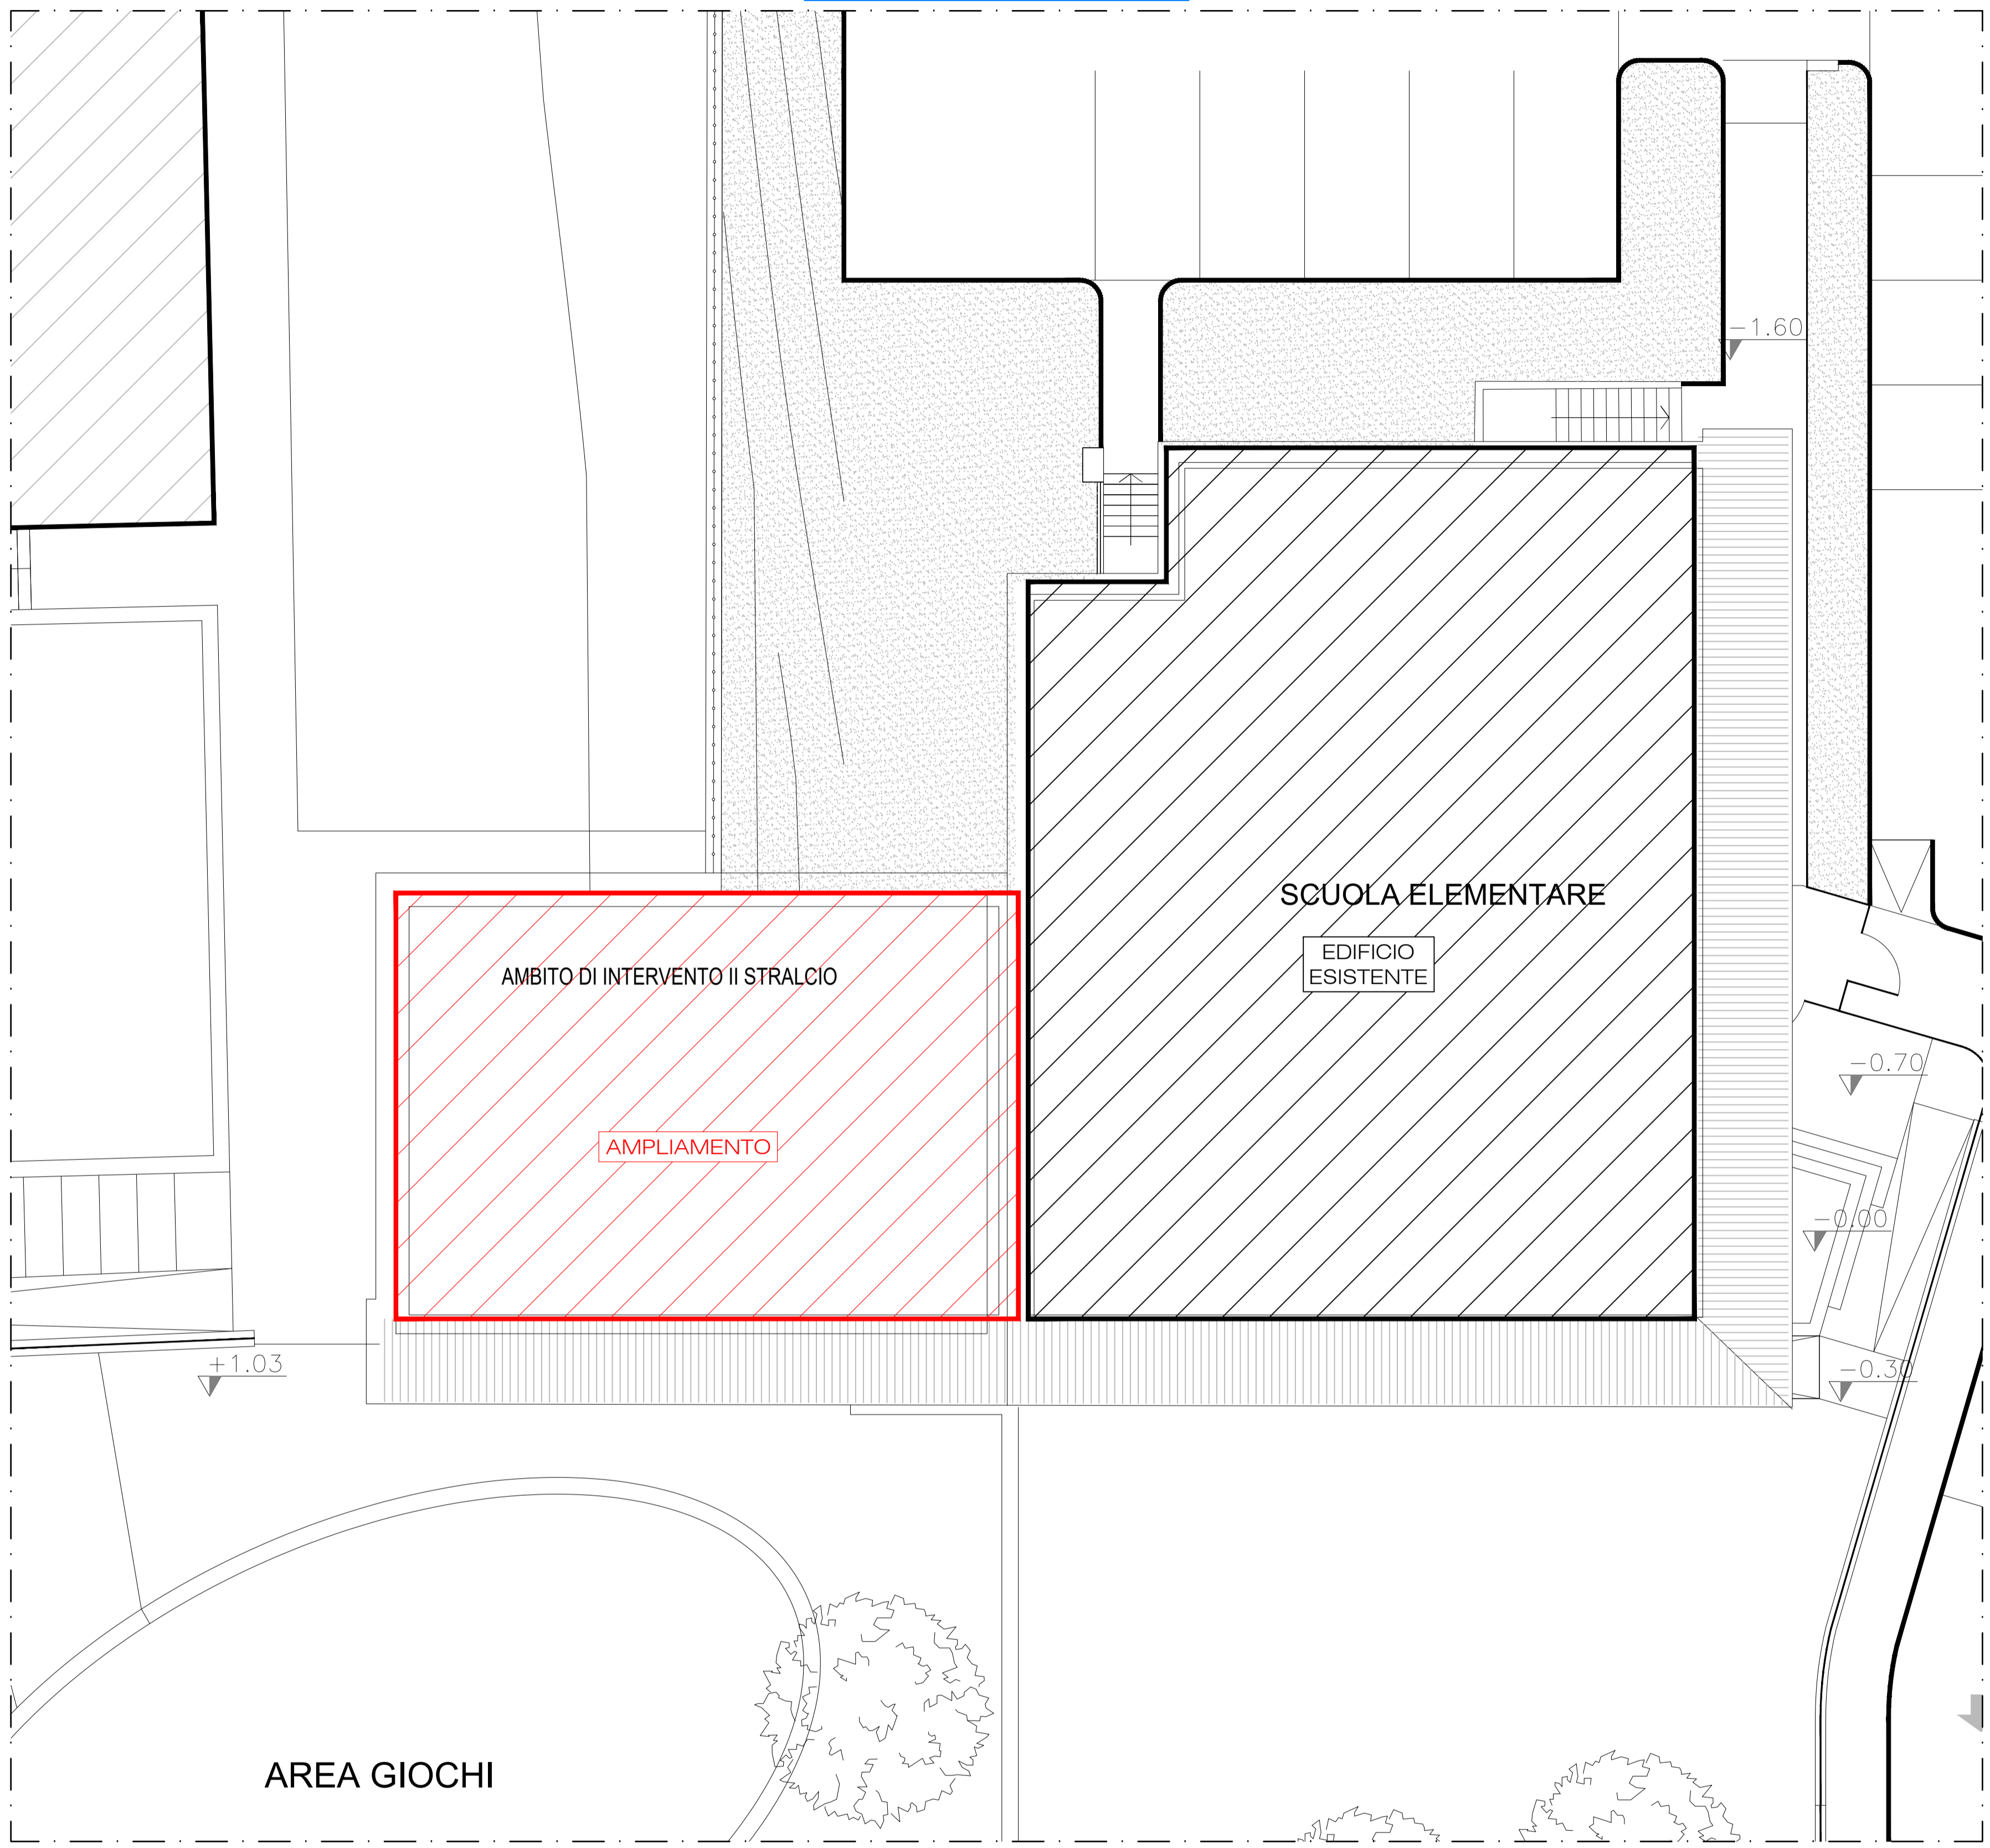 -1.60
SCUOLA ELEMENTARE
EDIFICIO
ESISTENTE
AMBITO DI INTERVENTO II STRALCIO
-0.70
AMPLIAMENTO
-0.00
+1.03
-0.30
AREA GIOCHI